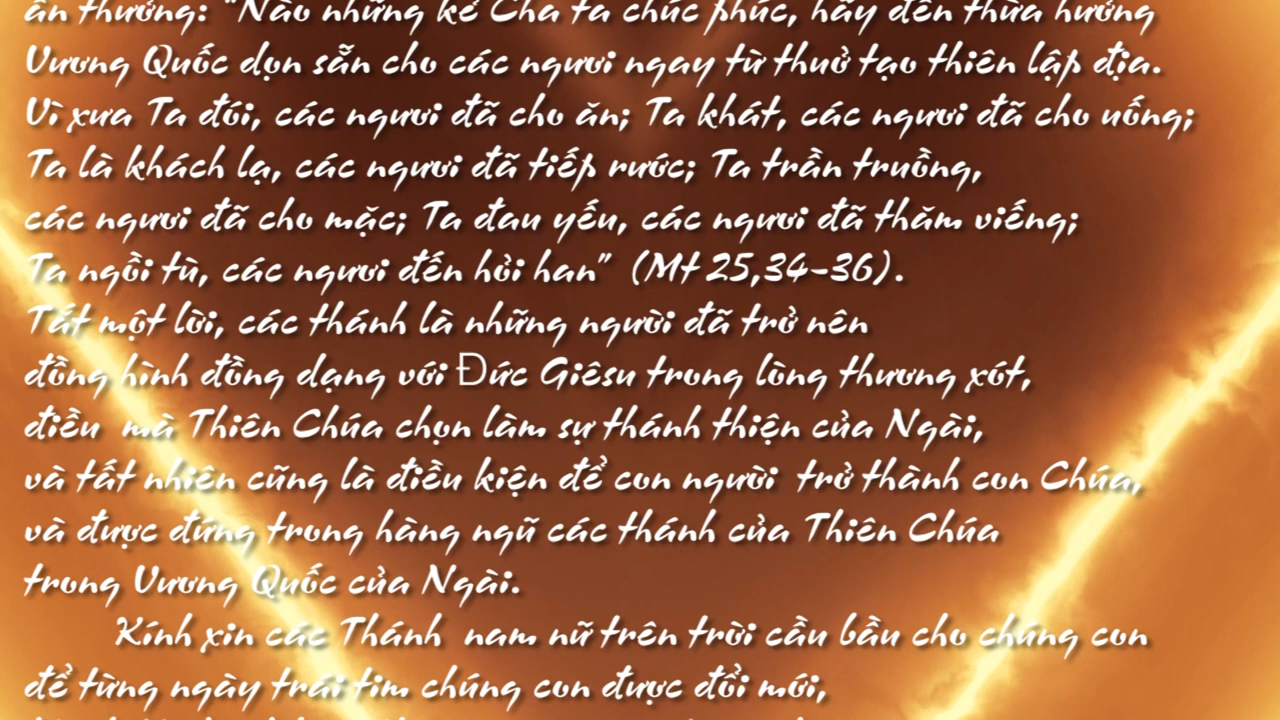 ân thưởng: "Nào những kẻ Cha ta chúc phúc, hãy đến thừa hưởng
Vương Quốc dọn sẵn cho các ngươi ngay từ thuở tạo thiên lập địa.
Vì xưa Ta đói, các ngươi đã cho ăn; Ta khát, các ngươi đã cho uống;
Ta là khách lạ, các ngươi đã tiếp rước; Ta trần truồng,
các ngươi đã cho mặc; Ta đau yếu, các ngươi đã thăm viếng;
Ta ngồi tù, các ngươi đến hỏi han" (Mt 25,34-36).
Tắt một lời, các thánh là những người đã trở nên
đồng hình đồng dạng với Đức Giêsu trong lòng thương xót,
điều mà Thiên Chúa chọn làm sự thánh thiện của Ngài,
và tất nhiên cũng là điều kiện để con người trở thành con Chúa,
và được đứng trong hàng ngũ các thánh của Thiên Chúa
trong Vương Quốc của Ngài.
Kính xin các Thánh nam nữ trên trời cầu bầu cho chúng con
để từng ngày trái tim chúng con được đổi mới,